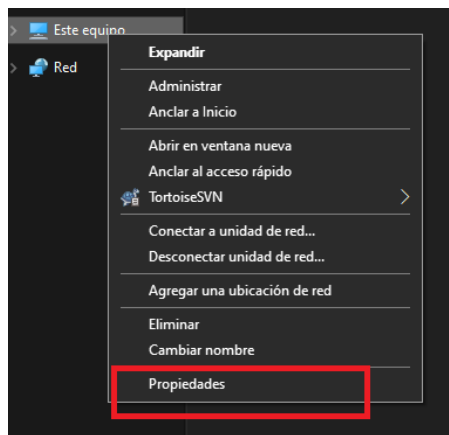 Este equipo
Expandir
Red
Administrar
Anclar a Inicio
Abrir en ventana nueva
Anclar al acceso rápido
TortoiseSVN
Conectar a unidad de red...
Desconectar unidad de red...
Agregar una ubicación de red
Eliminar
Cambiar nombre
Propiedades